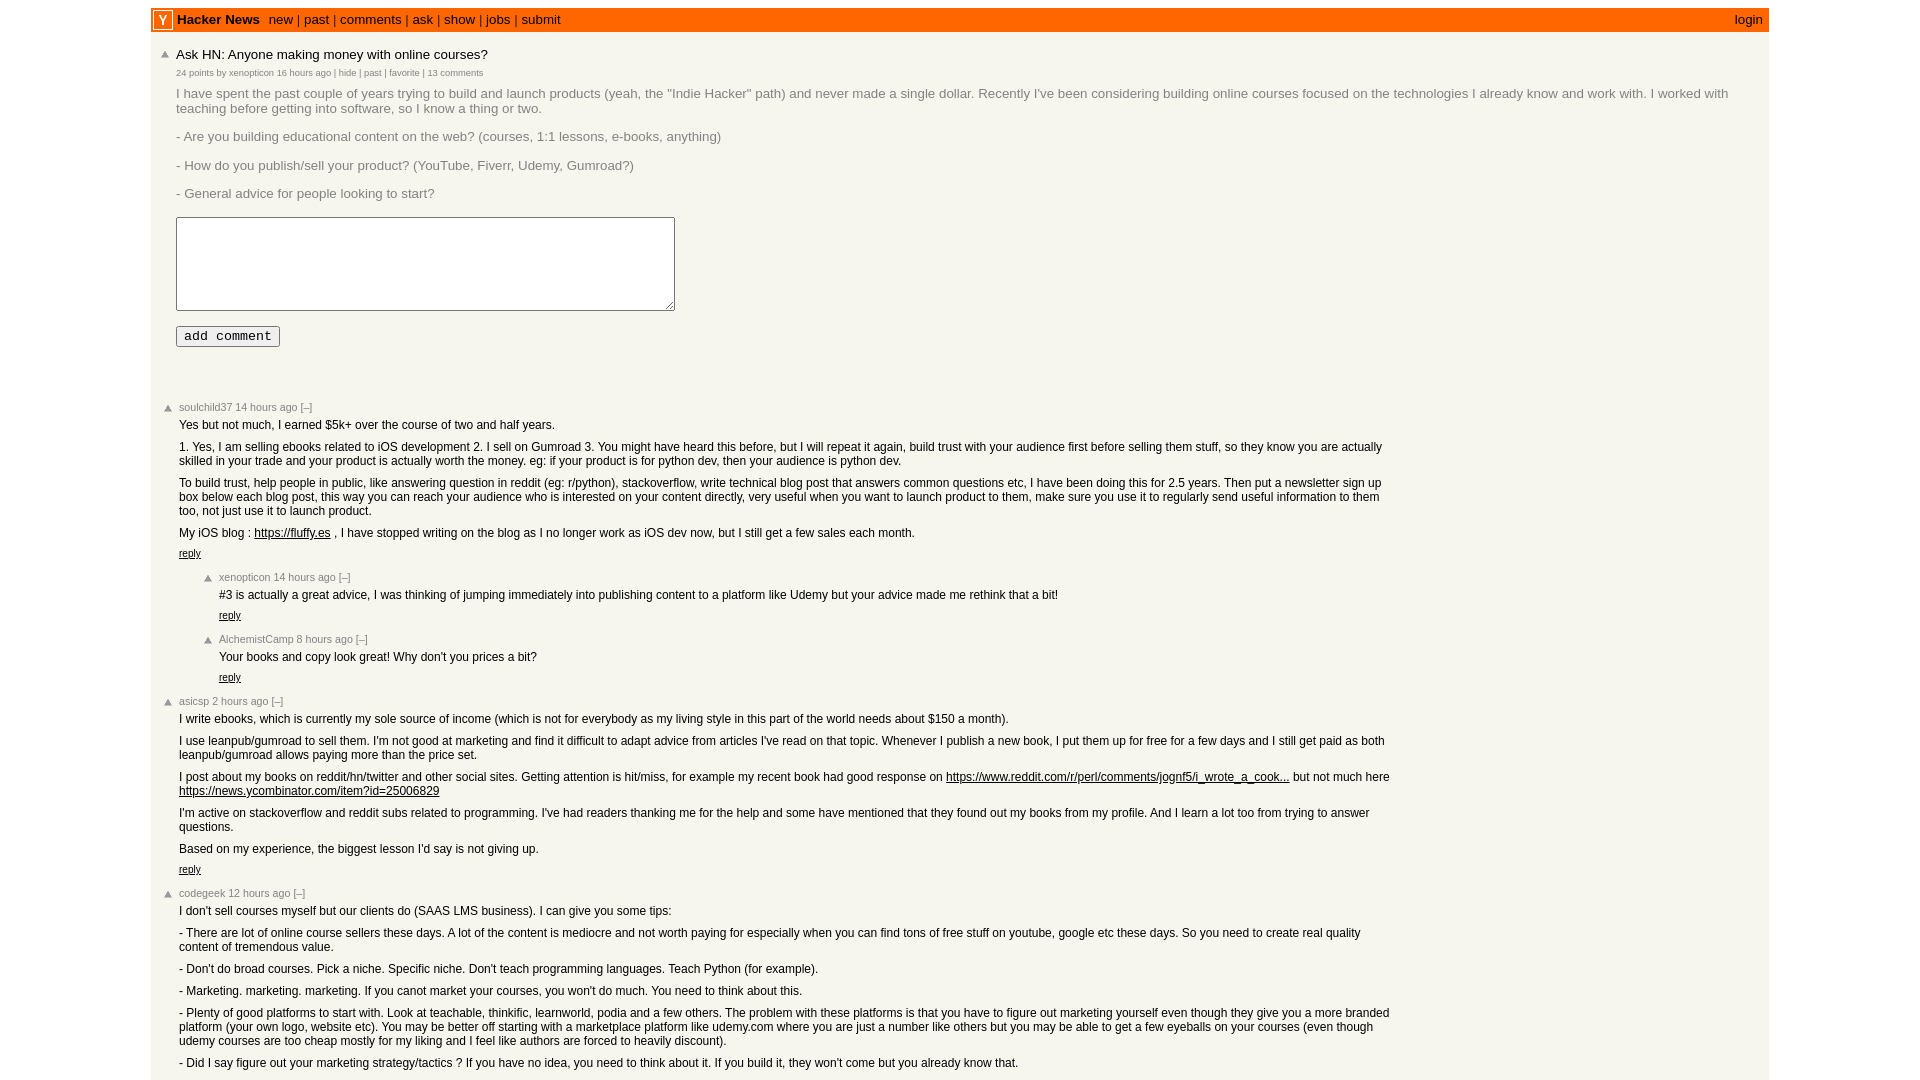 Y Hacker News new | past | comments | ask | show | jobs | submit login
Ask HN: Anyone making money with online courses?
24 points by xenopticon 16 hours ago | hide | past | favorite | 13 comments
I have spent the past couple of years trying to build and launch products (yeah, the "Indie Hacker" path) and never made a single dollar. Recently I've been considering building online courses focused on the technologies I already know and work with. I worked with
teaching before getting into software, so I know a thing or two.
- Are you building educational content on the web? (courses, 1:1 lessons, e-books, anything)
- How do you publish/sell your product? (YouTube, Fiverr, Udemy, Gumroad?)
- General advice for people looking to start?
add comment
soulchild37 14 hours ago [–]
Yes but not much, I earned $5k+ over the course of two and half years.
1. Yes, I am selling ebooks related to iOS development 2. I sell on Gumroad 3. You might have heard this before, but I will repeat it again, build trust with your audience first before selling them stuff, so they know you are actually
skilled in your trade and your product is actually worth the money. eg: if your product is for python dev, then your audience is python dev.
To build trust, help people in public, like answering question in reddit (eg: r/python), stackoverflow, write technical blog post that answers common questions etc, I have been doing this for 2.5 years. Then put a newsletter sign up
box below each blog post, this way you can reach your audience who is interested on your content directly, very useful when you want to launch product to them, make sure you use it to regularly send useful information to them
too, not just use it to launch product.
My iOS blog : https://fluffy.es , I have stopped writing on the blog as I no longer work as iOS dev now, but I still get a few sales each month.
reply
xenopticon 14 hours ago [–]
#3 is actually a great advice, I was thinking of jumping immediately into publishing content to a platform like Udemy but your advice made me rethink that a bit!
reply
AlchemistCamp 8 hours ago [–]
Your books and copy look great! Why don't you prices a bit?
reply
asicsp 2 hours ago [–]
I write ebooks, which is currently my sole source of income (which is not for everybody as my living style in this part of the world needs about $150 a month).
I use leanpub/gumroad to sell them. I'm not good at marketing and find it difficult to adapt advice from articles I've read on that topic. Whenever I publish a new book, I put them up for free for a few days and I still get paid as both
leanpub/gumroad allows paying more than the price set.
I post about my books on reddit/hn/twitter and other social sites. Getting attention is hit/miss, for example my recent book had good response on https://www.reddit.com/r/perl/comments/jognf5/i_wrote_a_cook... but not much here
https://news.ycombinator.com/item?id=25006829
I'm active on stackoverflow and reddit subs related to programming. I've had readers thanking me for the help and some have mentioned that they found out my books from my profile. And I learn a lot too from trying to answer
questions.
Based on my experience, the biggest lesson I'd say is not giving up.
reply
codegeek 12 hours ago [–]
I don't sell courses myself but our clients do (SAAS LMS business). I can give you some tips:
- There are lot of online course sellers these days. A lot of the content is mediocre and not worth paying for especially when you can find tons of free stuff on youtube, google etc these days. So you need to create real quality
content of tremendous value.
- Don't do broad courses. Pick a niche. Specific niche. Don't teach programming languages. Teach Python (for example).
- Marketing. marketing. marketing. If you canot market your courses, you won't do much. You need to think about this.
- Plenty of good platforms to start with. Look at teachable, thinkific, learnworld, podia and a few others. The problem with these platforms is that you have to figure out marketing yourself even though they give you a more branded
platform (your own logo, website etc). You may be better off starting with a marketplace platform like udemy.com where you are just a number like others but you may be able to get a few eyeballs on your courses (even though
udemy courses are too cheap mostly for my liking and I feel like authors are forced to heavily discount).
- Did I say figure out your marketing strategy/tactics ? If you have no idea, you need to think about it. If you build it, they won't come but you already know that.